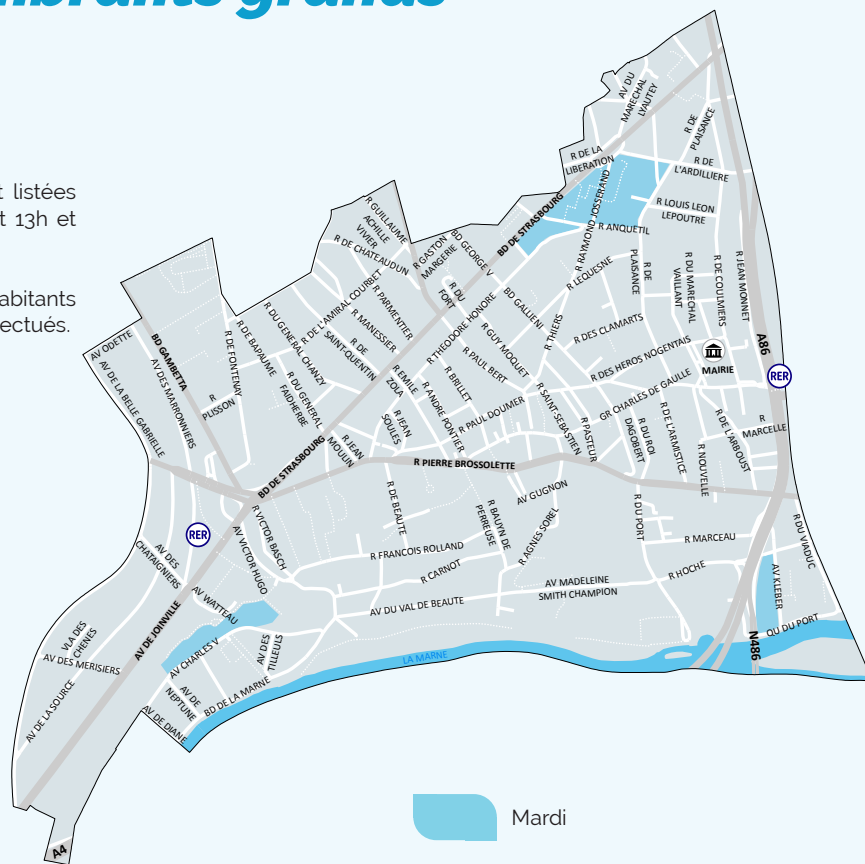 t listées
t 13h et
abitants
ectués.
AV DU
MARECHAL
LYAUTEY
R DE
PLAISANCE
R DE LA
LIBERATION
R DE
L'ARDILLIERE
R LOUIS LEON
LEPOUTRE
R RAYMOND JOSSERAND
R ANQUETIL
BD DE STRASBOURG
R GUILLAUME
ACHILLE
VIVIER
R DE CHATEAUDUN
R GASTON
MARGERIE
BD GEORGE V
R LEQUESNE
R DE
PLAISANCE
R DU MARECHAL
VAILLANT
R DE COULMIERS
R JEAN MONNET
A86
RER
BD GALLIENI
R DU
FORT
R DE L'AMIRAL COURBET
R PARMENTIER
R THEODORE HONORE
R GUY MOQUET
R THIERS
R DES CLAMARTS
R DES HEROS NOGENTAIS
MAIRIE
AV ODETTE
BD GAMBETTA
R DE FONTENAY
R DE BAPAUME
R DU GENERAL CHANZY
R MANESSIER
R DE
SAINT-QUENTIN
R PAUL BERT
GR CHARLES DE GAULLE
AV DE LA BELLE GABRIELLE
AV DES MARRONNIERS
R
PLISSON
R DU GENERAL
FAIDHERBE
R EMILE
ZOLA
R BRULET
R ANDRE PONTIER
R PAUL DOUMER
R SAINT-SEBASTIEN
R PASTEUR
R DU ROI
DAGOBERT
R DE L'ARMISTICE
R NOUVELLE
R DE L'ARBOUST
R
MARCELLE
R JEAN
MOULIN
R JEAN
SOULES
BD DE STRASBOURG
R PIERRE BROSSOLETTE
R DE BEAUTE
AV GUGNON
R BAUYN DE
PERREUSE
R AGNES SOREL
R DU PORT
R MARCEAU
R DU VIADUC
RER
R VICTOR BASCH
AV VICTOR HUGO
R FRANCOIS ROLLAND
R CARNOT
AV DU VAL DE BEAUTE
AV MADELEINE
SMITH CHAMPION
R HOCHE
AV KLEBER
QU DU PORT
N486
AV DES
CHATAIGNIERS
AV WATTEAU
AV DE JOINVILLE
VLA DES
CHENES
AV DES MERISIERS
AV CHARLES V
AV DES
TILLEULS
LA MARNE
AV DE
NEPTUNE
BD DE LA MARNE
AV DE LA SOURCE
AV DE DIANE
A4
Mardi